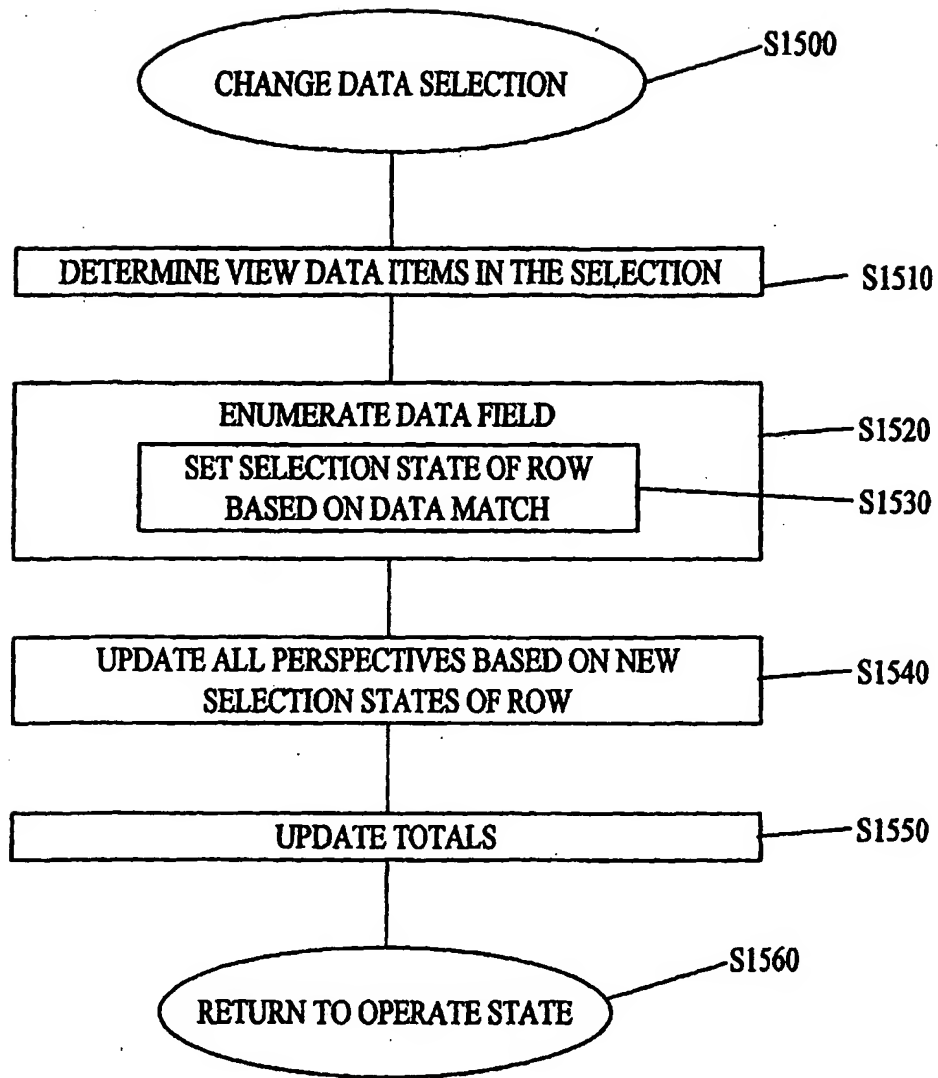 CHANGE DATA SELECTION
S1500
DETERMINE VIEW DATA ITEMS IN THE SELECTION
S1510
ENUMERATE DATA FIELD
S1520
SET SELECTION STATE OF ROW
BASED ON DATA MATCH
S1530
UPDATE ALL PERSPECTIVES BASED ON NEW
SELECTION STATES OF ROW
S1540
UPDATE TOTALS
S1550
RETURN TO OPERATE STATE
S1560